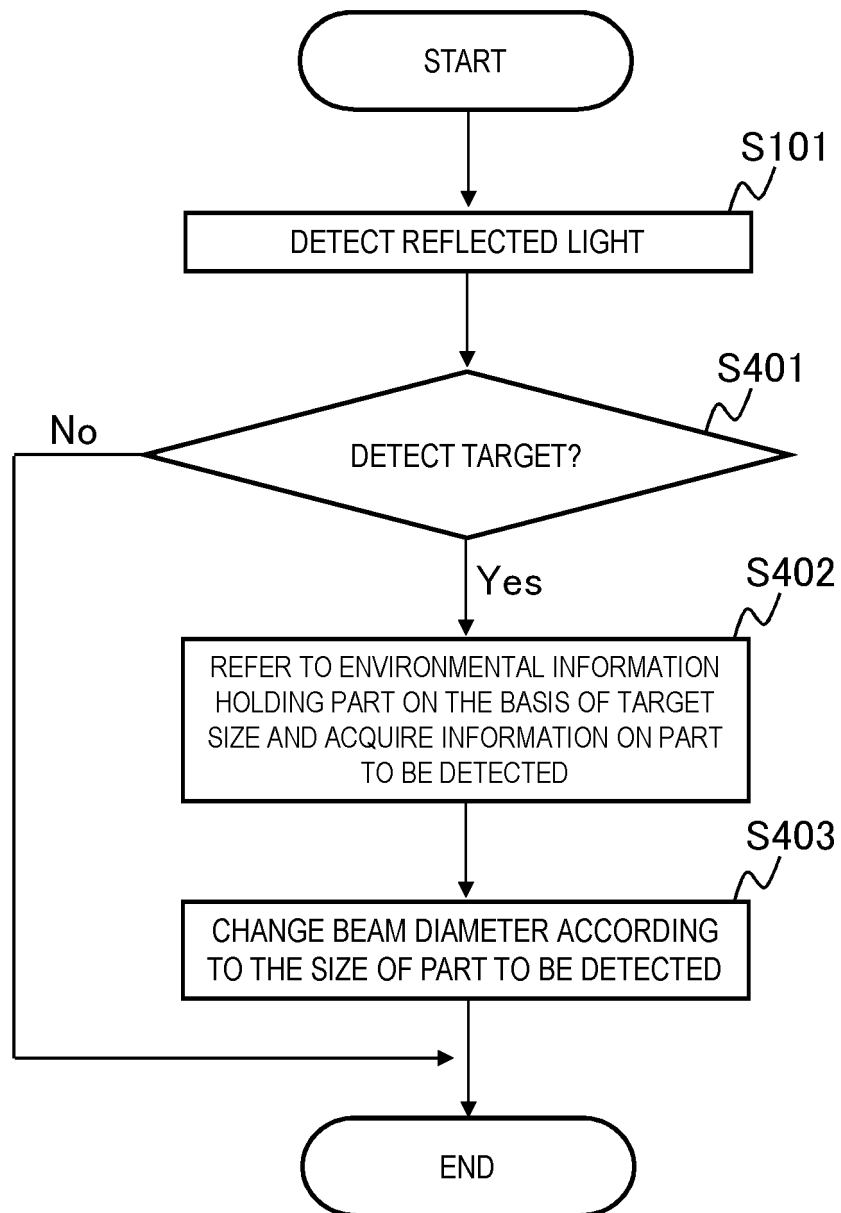 START
S101
DETECT REFLECTED LIGHT
S401
No
DETECT TARGET?
Yes
S402
REFER TO ENVIRONMENTAL INFORMATION
HOLDING PART ON THE BASIS OF TARGET
SIZE AND ACQUIRE INFORMATION ON PART
TO BE DETECTED
S403
CHANGE BEAM DIAMETER ACCORDING
TO THE SIZE OF PART TO BE DETECTED
END